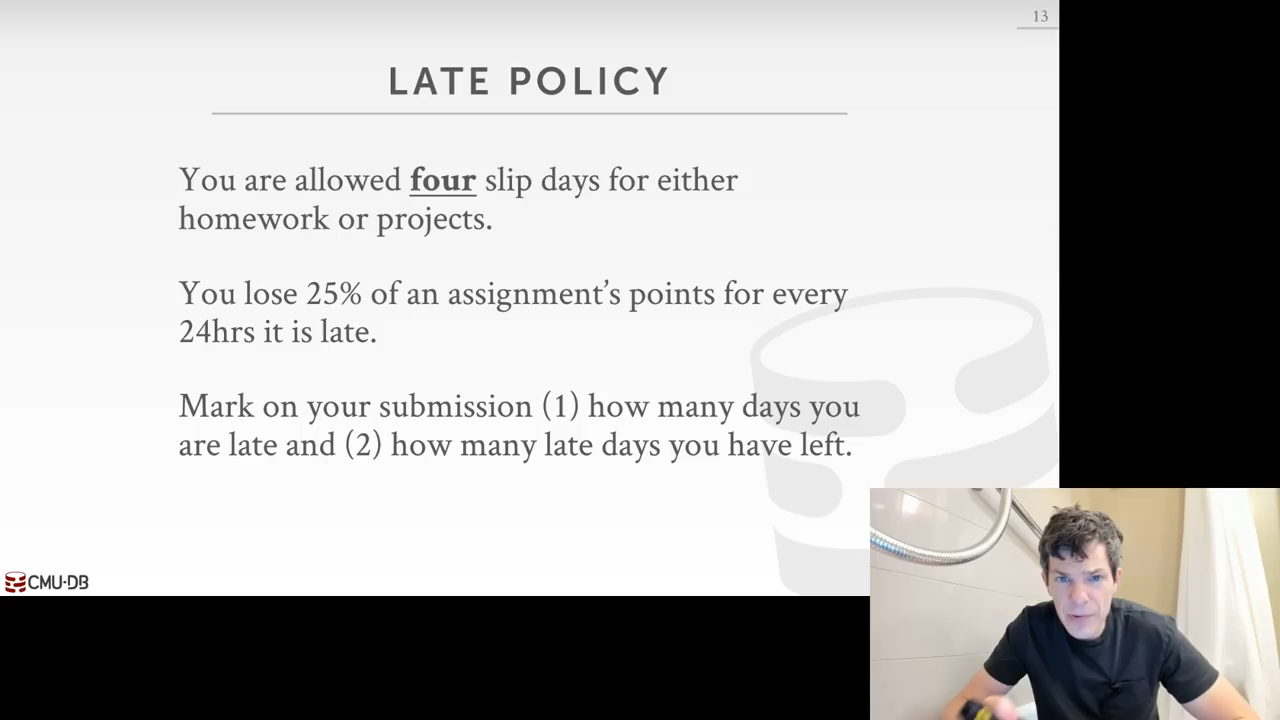 13
LATE POLICY
You are allowed four slip days for either
homework or projects.
You lose 25% of an assignment’s points for every
24hrs it is late.
Mark on your submission (1) how many days you
are late and (2) how many late days you have left.
CMU·DB